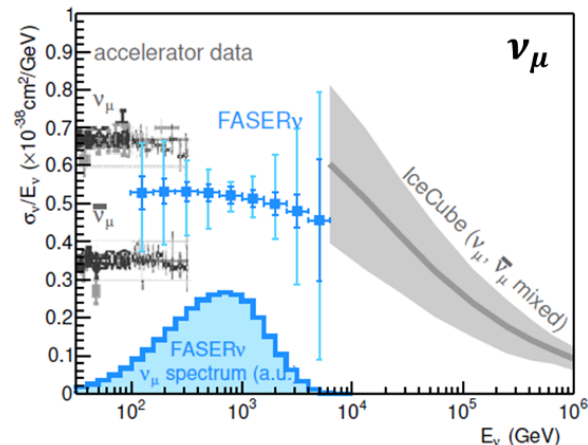 σ_ν/E_ν (×10⁻³⁸cm²/GeV)
1
0.9
0.8
0.7
0.6
0.5
0.4
0.3
0.2
0.1
0
accelerator data
ν_μ
ν_μ
FASERν
ν̄_μ
IceCube (ν_μ, ν̄_μ mixed)
FASERν
ν_μ spectrum (a.u.)
10² 10³ 10⁴ 10⁵ 10⁶
E_ν (GeV)